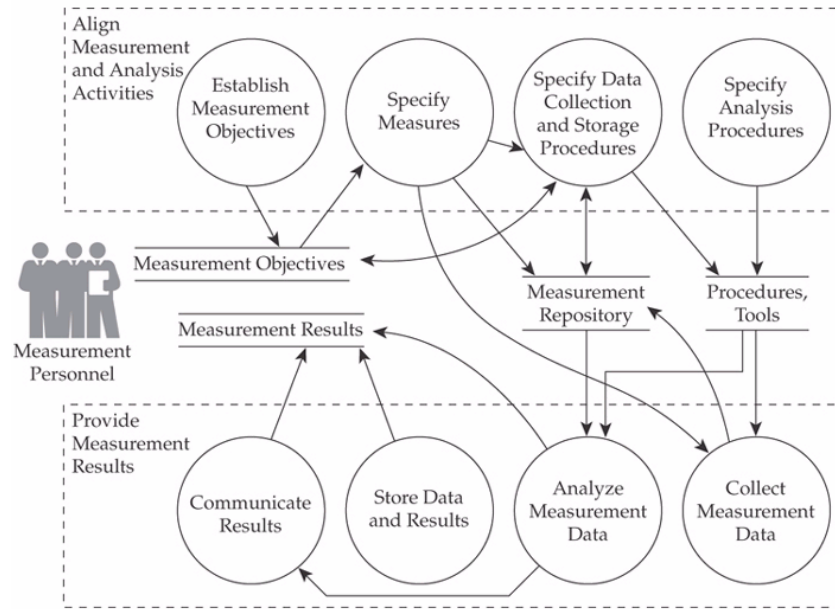 Align
Measurement
and Analysis
Activities
Establish
Measurement
Objectives
Specify
Measures
Specify Data
Collection
and Storage
Procedures
Specify
Analysis
Procedures
Measurement Objectives
Measurement
Repository
Procedures,
Tools
Measurement Results
Measurement
Personnel
Provide
Measurement
Results
Communicate
Results
Store Data
and Results
Analyze
Measurement
Data
Collect
Measurement
Data